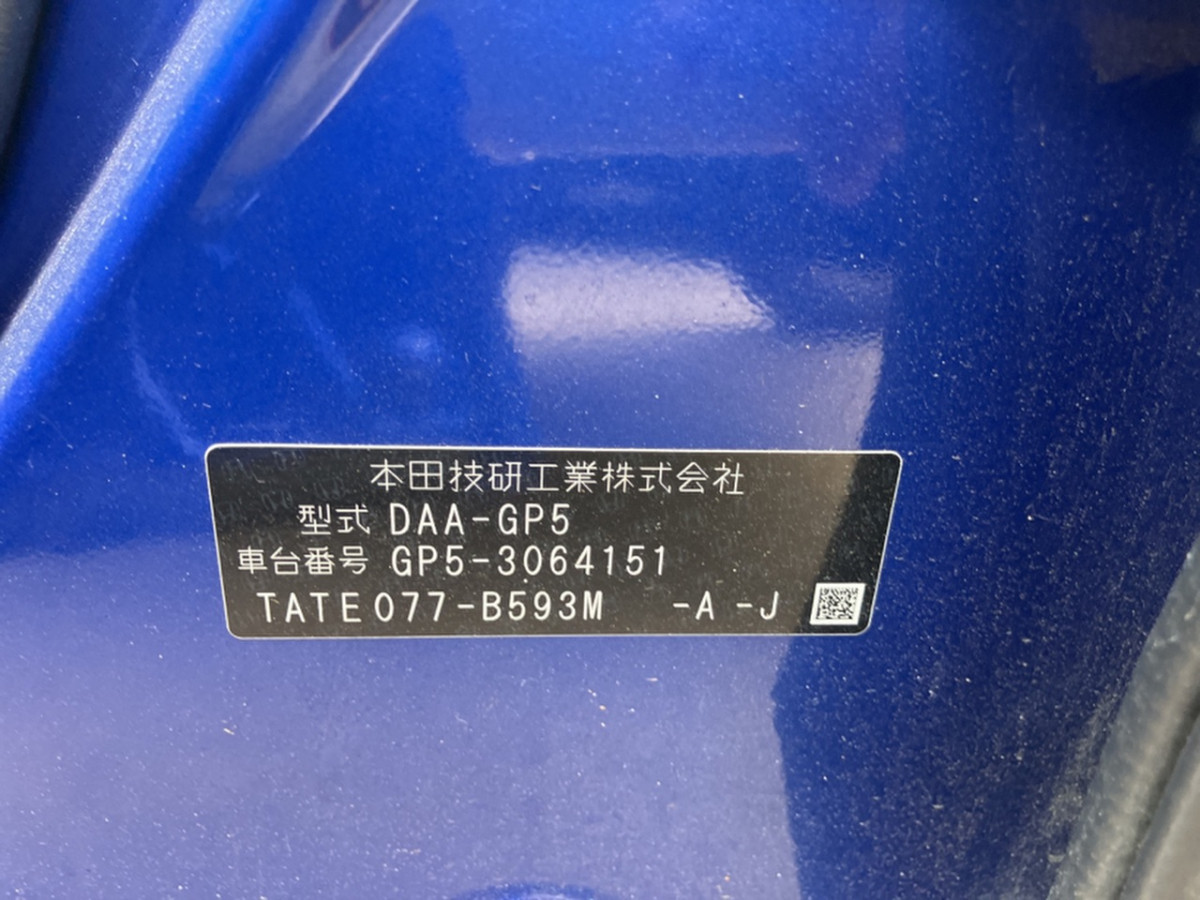 本田技研工業株式会社
型式 DAA-GP5
車台番号 GP5-3064151
TATE077-B593M -A -J